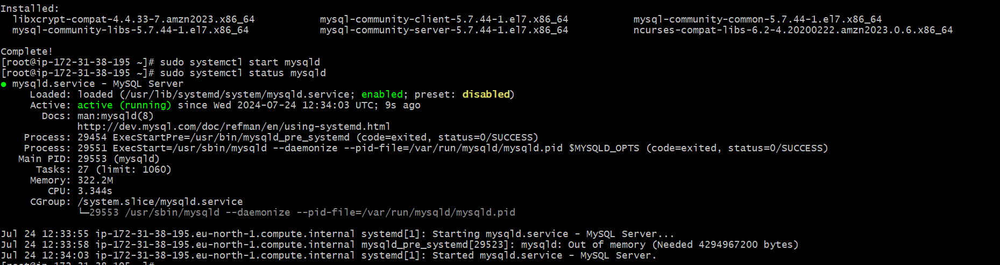 Installed:
  libxcrypt-compat-4.4.33-7.amzn2023.x86_64           mysql-community-client-5.7.44-1.el7.x86_64           mysql-community-common-5.7.44-1.el7.x86_64
  mysql-community-libs-5.7.44-1.el7.x86_64            mysql-community-server-5.7.44-1.el7.x86_64           ncurses-compat-libs-6.2-4.20200222.amzn2023.0.6.x86_64
Complete!
[root@ip-172-31-38-195 ~]# sudo systemctl start mysqld
[root@ip-172-31-38-195 ~]# sudo systemctl status mysqld
● mysqld.service - MySQL Server
     Loaded: loaded (/usr/lib/systemd/system/mysqld.service; enabled; preset: disabled)
     Active: active (running) since Wed 2024-07-24 12:34:03 UTC; 9s ago
       Docs: man:mysqld(8)
             http://dev.mysql.com/doc/refman/en/using-systemd.html
    Process: 29454 ExecStartPre=/usr/bin/mysqld_pre_systemd (code=exited, status=0/SUCCESS)
    Process: 29551 ExecStart=/usr/sbin/mysqld --daemonize --pid-file=/var/run/mysqld/mysqld.pid $MYSQLD_OPTS (code=exited, status=0/SUCCESS)
   Main PID: 29553 (mysqld)
      Tasks: 27 (limit: 1060)
     Memory: 322.2M
        CPU: 3.344s
     CGroup: /system.slice/mysqld.service
             └─29553 /usr/sbin/mysqld --daemonize --pid-file=/var/run/mysqld/mysqld.pid
Jul 24 12:33:55 ip-172-31-38-195.eu-north-1.compute.internal systemd[1]: Starting mysqld.service - MySQL Server...
Jul 24 12:33:58 ip-172-31-38-195.eu-north-1.compute.internal mysqld_pre_systemd[29523]: mysqld: Out of memory (Needed 4294967200 bytes)
Jul 24 12:34:03 ip-172-31-38-195.eu-north-1.compute.internal systemd[1]: Started mysqld.service - MySQL Server.
[root@ip-172-31-38-195 ~]#